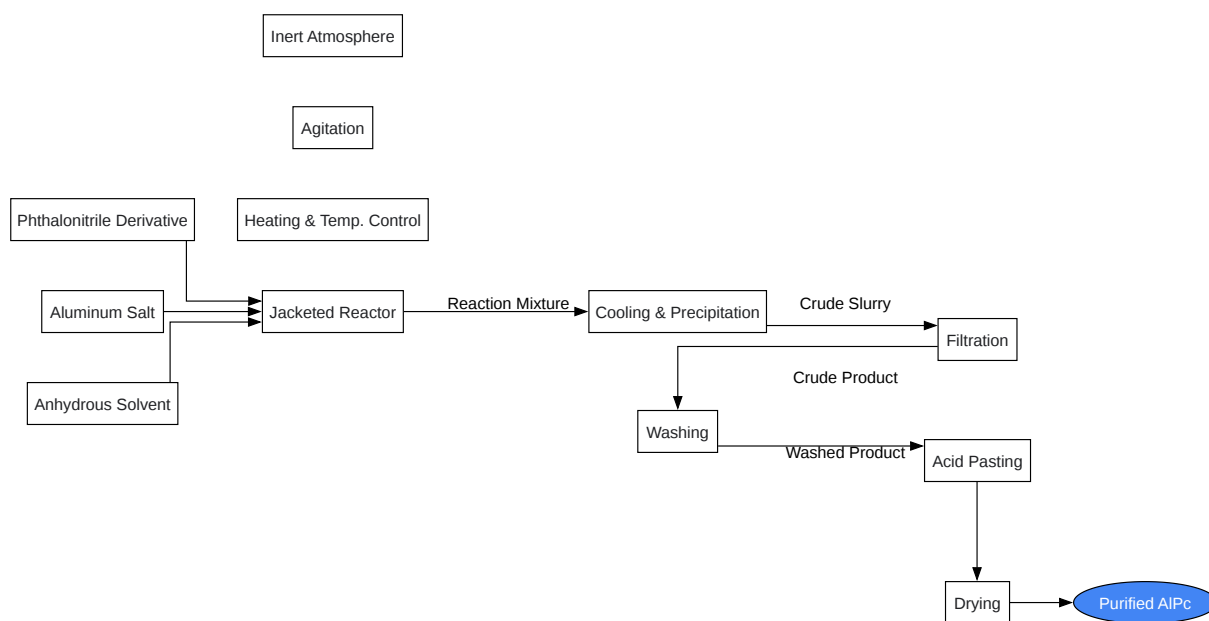 Inert Atmosphere
Agitation
Phthalonitrile Derivative
Heating & Temp. Control
Aluminum Salt
Jacketed Reactor
Reaction Mixture
Cooling & Precipitation
Crude Slurry
Filtration
Anhydrous Solvent
Crude Product
Washing
Washed Product
Acid Pasting
Drying
Purified AlPc